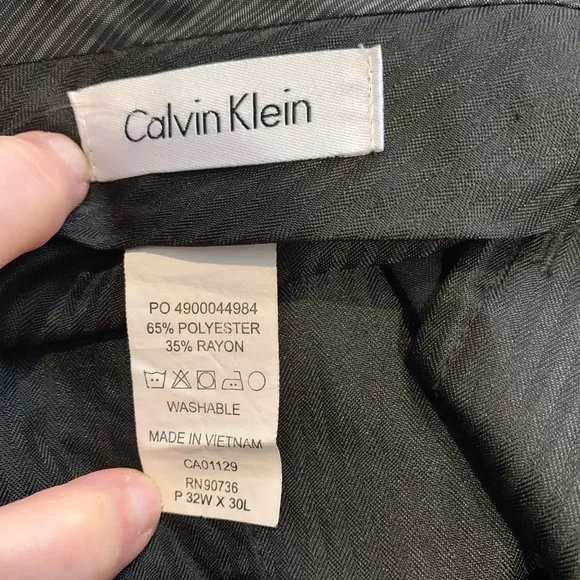 Calvin Klein
PO 4900044984
65% POLYESTER
35% RAYON
WASHABLE
MADE IN VIETNAM
CA01129
RN 90736
P 32W X 30L